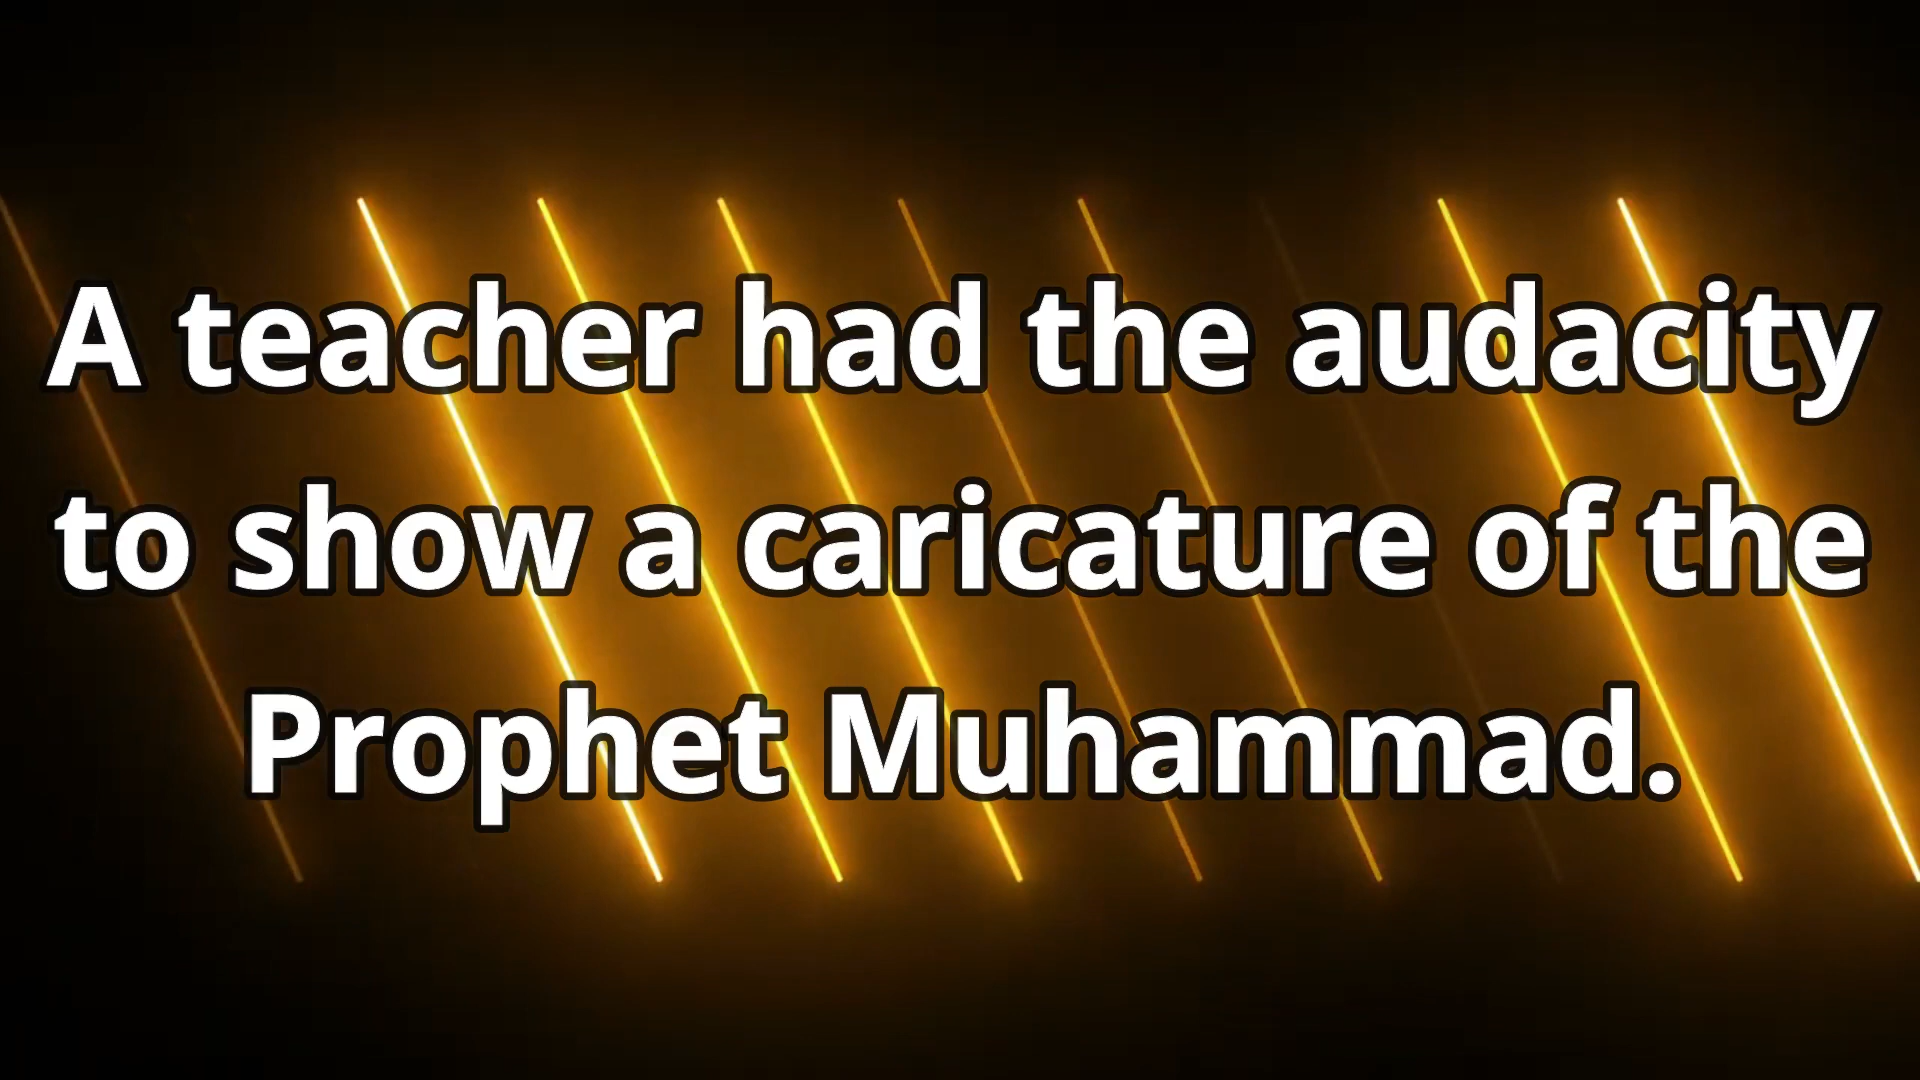 A teacher had the audacity
to show a caricature of the
Prophet Muhammad.